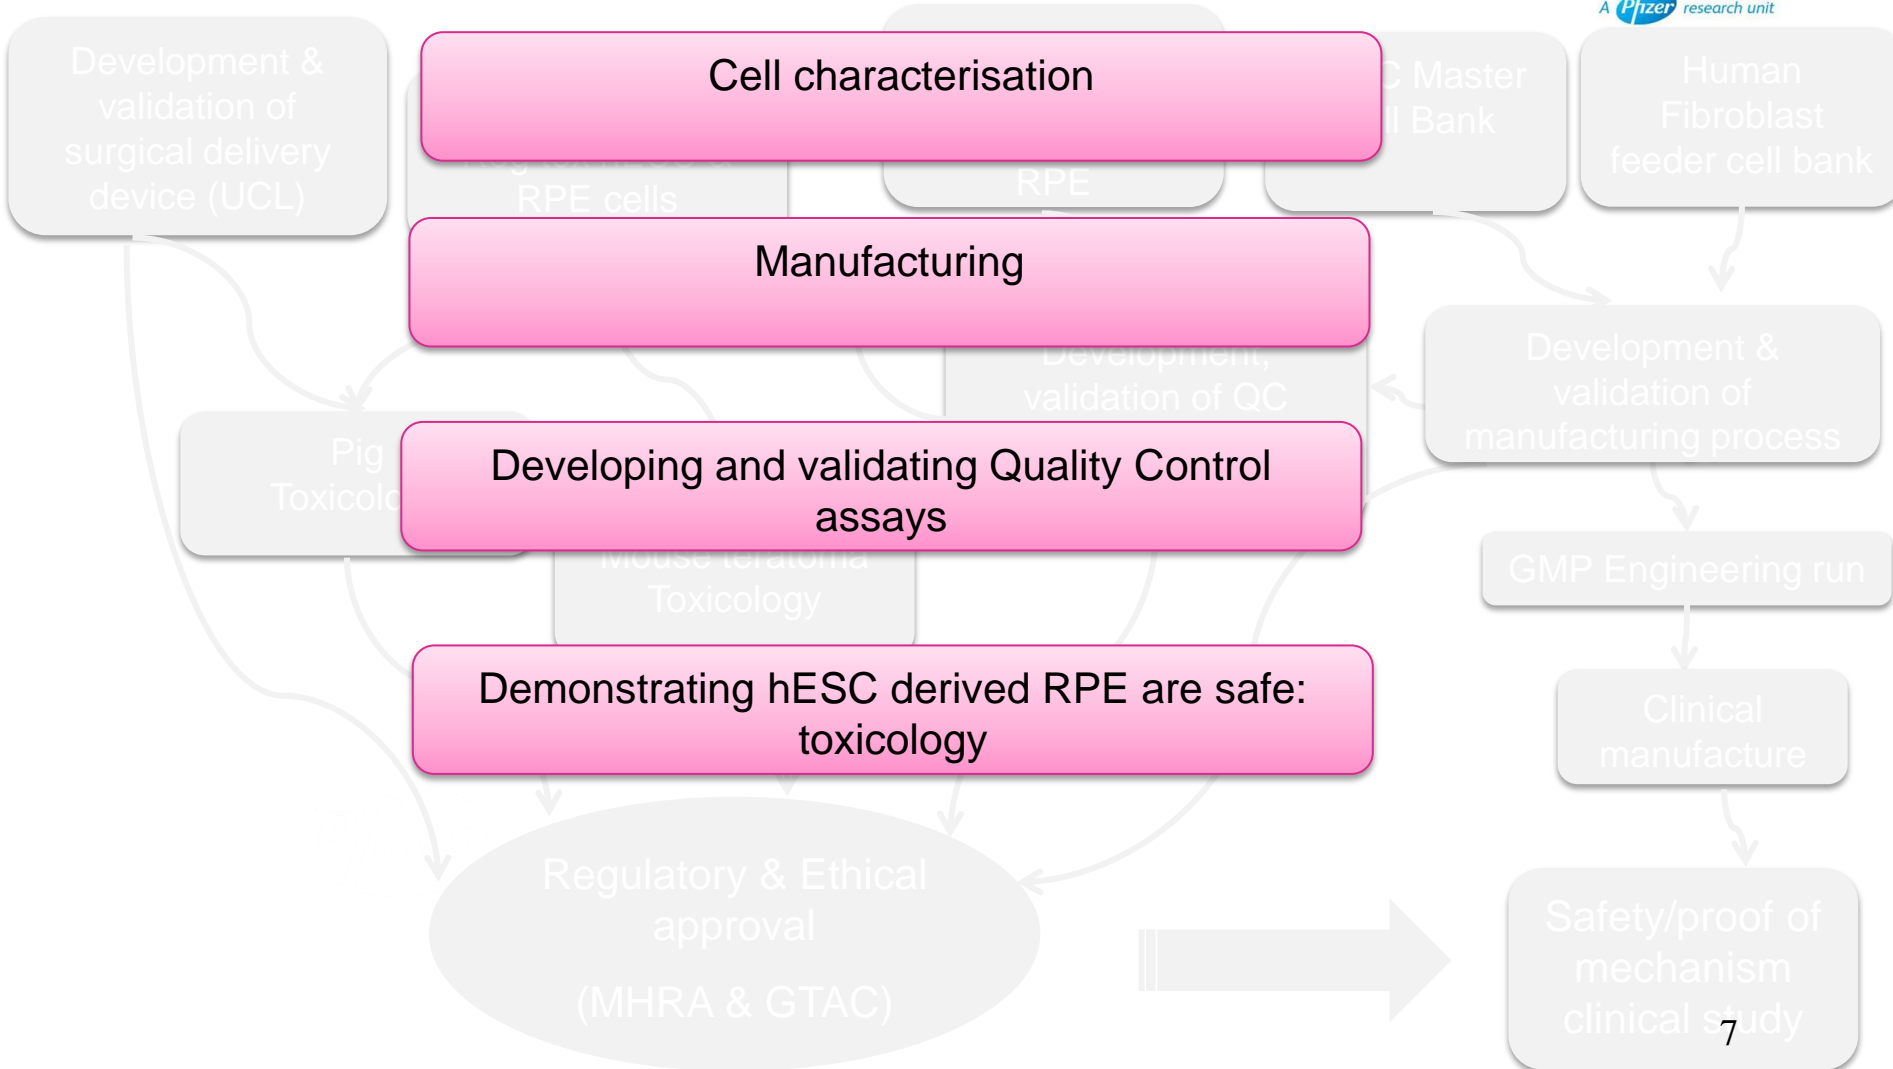 A Pfizer research unit
Development &
validation of
surgical delivery
device (UCL)
Cell characterisation
RPE cells
RPE
Master
Bank
Human
Fibroblast
feeder cell bank
Manufacturing
Development,
validation of QC
Development &
validation of
manufacturing process
Pig
Developing and validating Quality Control
assays
Mouse teratoma
Toxicology
GMP Engineering run
Demonstrating hESC derived RPE are safe:
toxicology
Clinical
manufacture
Regulatory & Ethical
approval
(MHRA & GTAC)
Safety/proof of
mechanism
clinical study
7